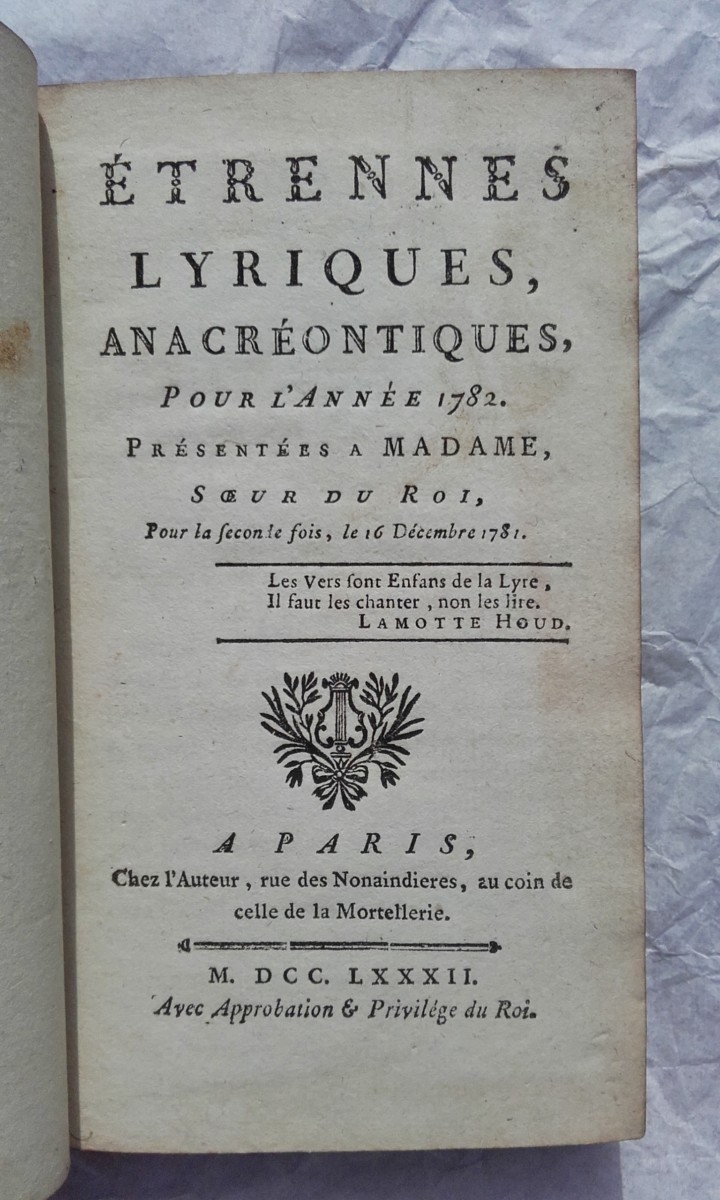 ÉTRENNES
LYRIQUES,
ANACRÉONTIQUES,
POUR L'ANNÉE 1782.
PRÉSENTÉES A MADAME,
SŒUR DU ROI,
Pour la ſeconde fois, le 16 Décembre 1781.
Les Vers ſont Enfans de la Lyre,
Il faut les chanter, non les lire.
LAMOTTE HOUD.
A PARIS,
Chez l'Auteur, rue des Nonaindieres, au coin de
celle de la Mortellerie.
M. DCC. LXXXII.
Avec Approbation & Privilége du Roi.